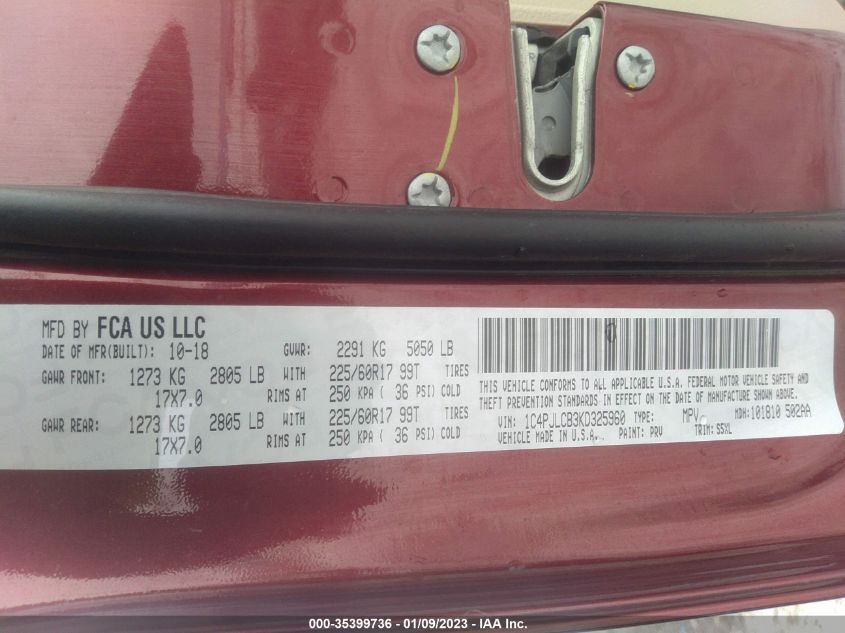 MFD BY FCA US LLC
DATE OF MFR(BUILT): 10-18 GVWR: 2291 KG 5050 LB
GAWR FRONT: 1273 KG 2805 LB WITH 225/60R17 99T TIRES
17X7.0 RIMS AT 250 KPA ( 36 PSI) COLD
GAWR REAR: 1273 KG 2805 LB WITH 225/60R17 99T TIRES
17X7.0 RIMS AT 250 KPA ( 36 PSI) COLD
THIS VEHICLE CONFORMS TO ALL APPLICABLE U.S.A. FEDERAL MOTOR VEHICLE SAFETY AND
THEFT PREVENTION STANDARDS IN EFFECT ON THE DATE OF MANUFACTURE SHOWN ABOVE.
VIN: 1C4PJLCB3KD325960 TYPE: MPV MDH: 101810 502AA
VEHICLE MADE IN U.S.A. PAINT: PRV TRIM: S5XL
000-35399736 - 01/09/2023 - IAA Inc.